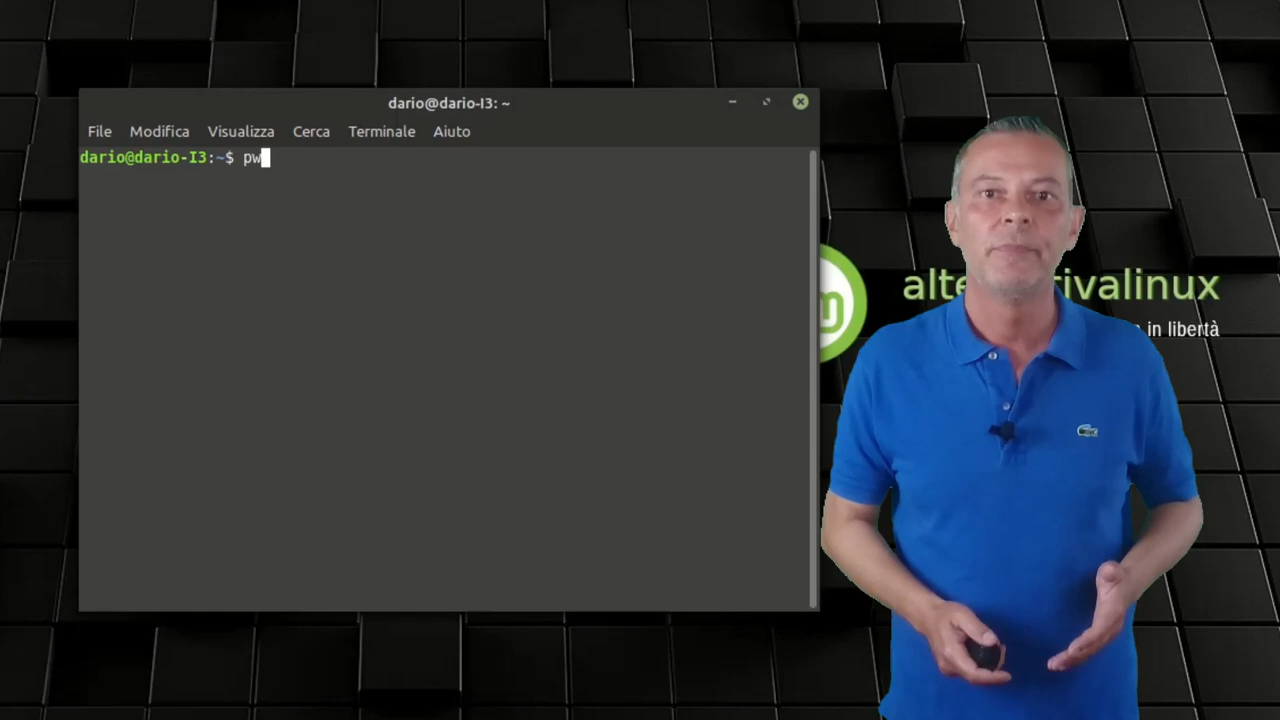 dario@dario-I3: ~
File Modifica Visualizza Cerca Terminale Aiuto
dario@dario-I3:~$ pw
in libertà